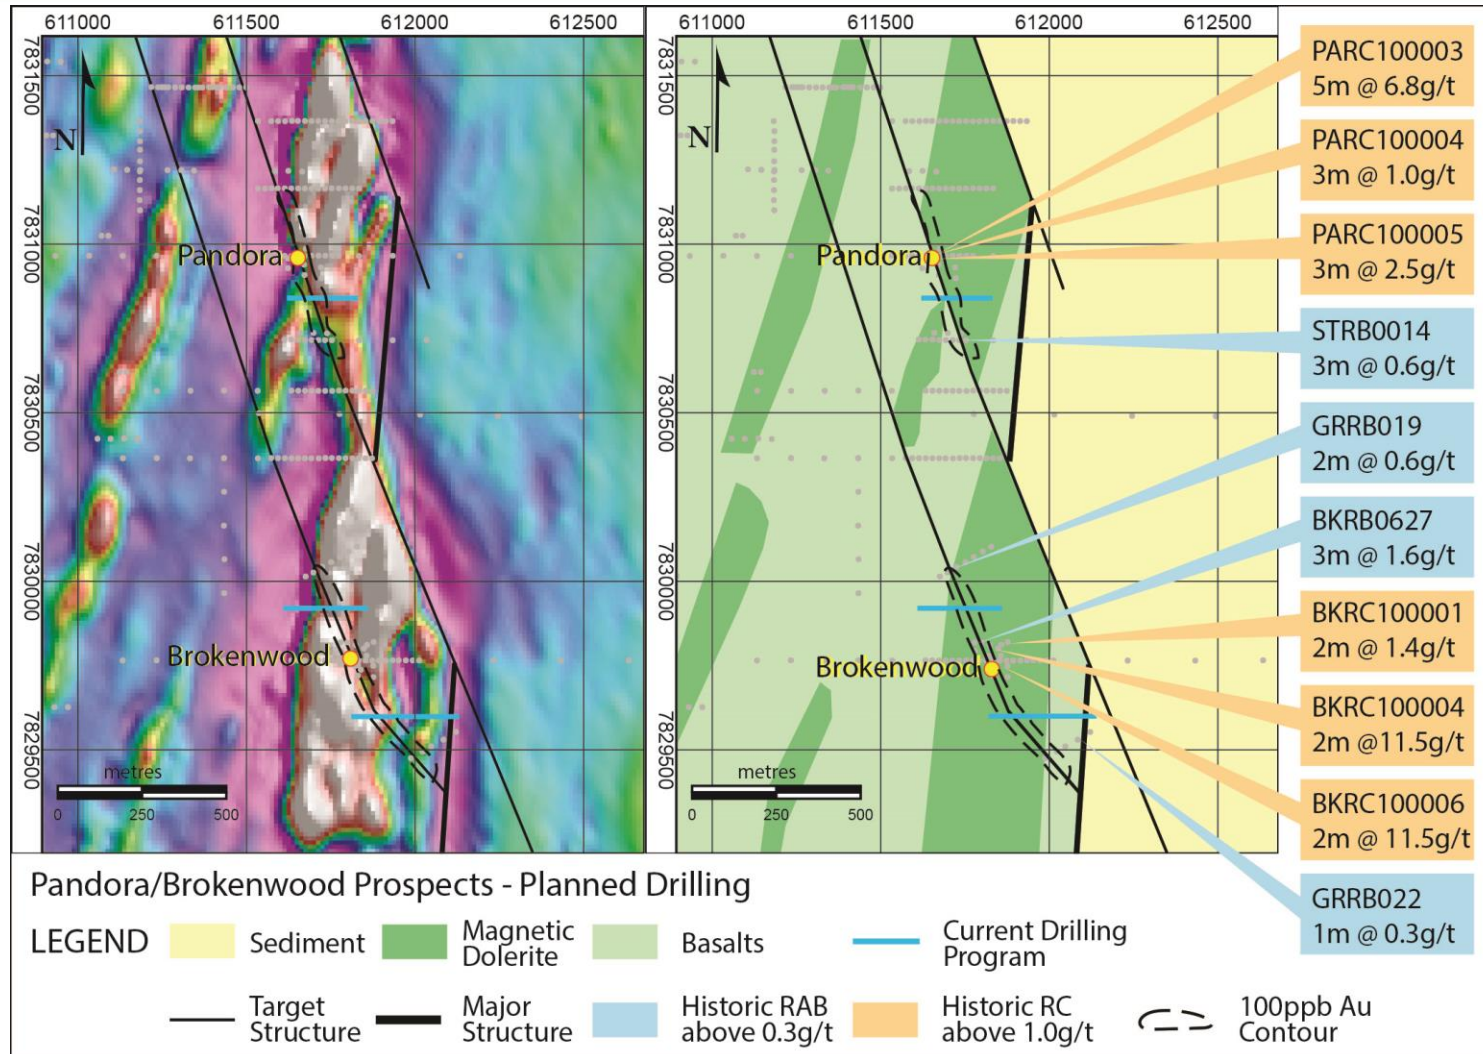 611000 611500 612000 612500
611000 611500 612000 612500
7831500
7831000
7830500
7830000
7829500
N
Pandora
Brokenwood
metres
0 250 500
7831500
7831000
7830500
7830000
7829500
N
Pandora
Brokenwood
metres
0 250 500
PARC100003
5m @ 6.8g/t
PARC100004
3m @ 1.0g/t
PARC100005
3m @ 2.5g/t
STRB0014
3m @ 0.6g/t
GRRB019
2m @ 0.6g/t
BKRB0627
3m @ 1.6g/t
BKRC100001
2m @ 1.4g/t
BKRC100004
2m @11.5g/t
BKRC100006
2m @ 11.5g/t
GRRB022
1m @ 0.3g/t
Pandora/Brokenwood Prospects - Planned Drilling
LEGEND
Sediment
Magnetic
Dolerite
Basalts
Current Drilling
Program
Target
Structure
Major
Structure
Historic RAB
above 0.3g/t
Historic RC
above 1.0g/t
100ppb Au
Contour